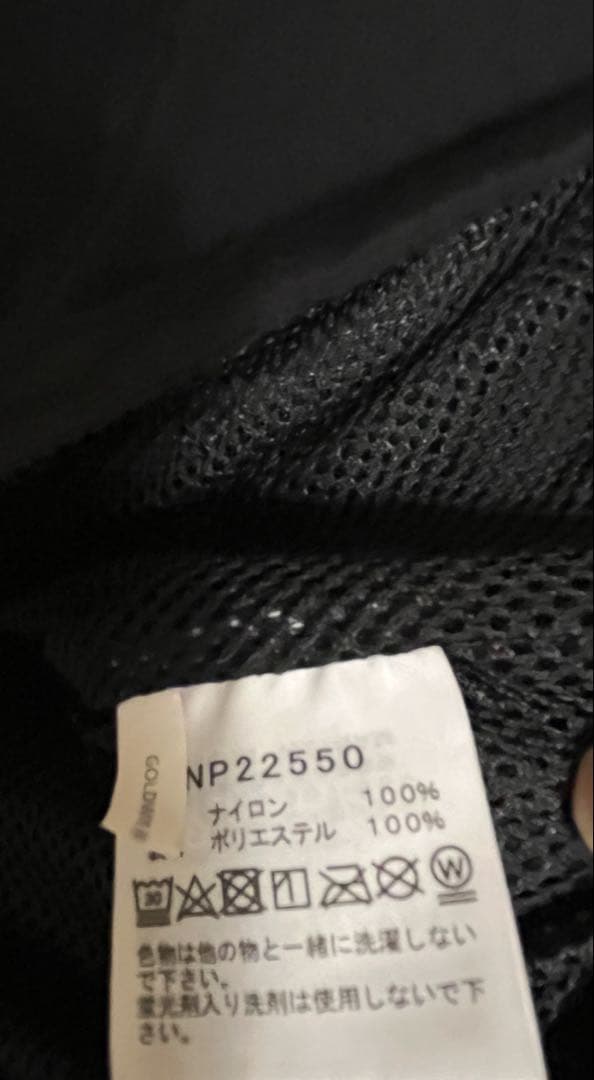 NP22550
ナイロン 100%
ポリエステル 100%
30
W
色物は他の物と一緒に洗濯しない
で下さい。
蛍光剤入り洗剤は使用しないで下
さい。